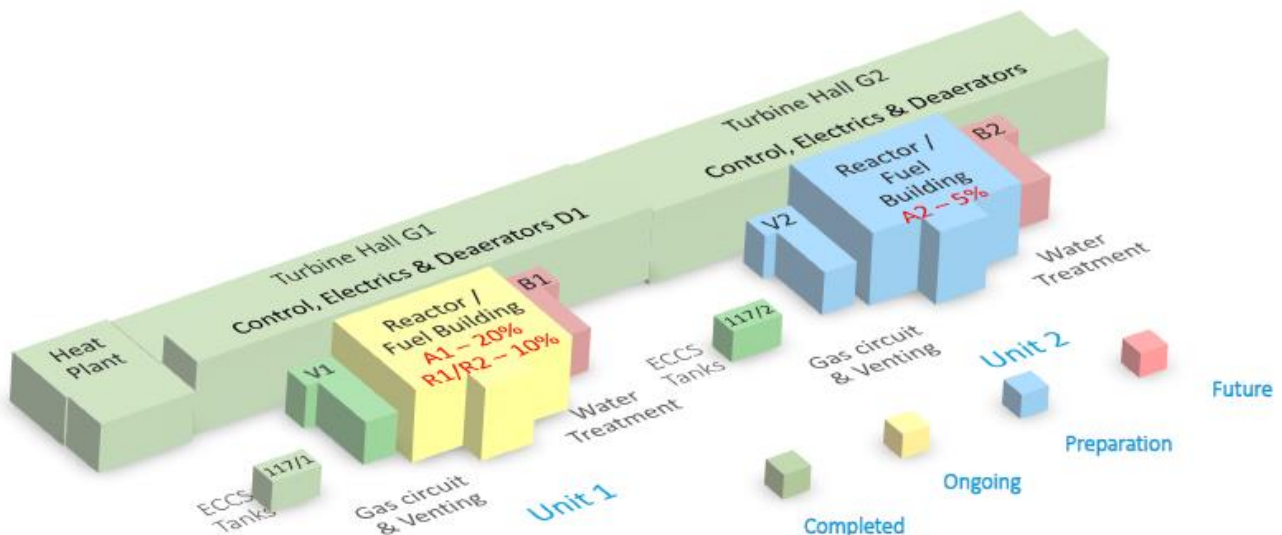 Turbine Hall G2
Control, Electrics & Deaerators
B2
Reactor /
Fuel
Building
A2 – 5%
V2
Water
Treatment
Turbine Hall G1
Control, Electrics & Deaerators D1
B1
Reactor /
Fuel Building
A1 – 20%
R1/R2 – 10%
Heat
Plant
V1
117/2
ECCS
Tanks
Gas circuit
& Venting
Unit 2
Water
Treatment
117/1
ECCS
Tanks
Gas circuit
& Venting
Unit 1
Future
Preparation
Ongoing
Completed